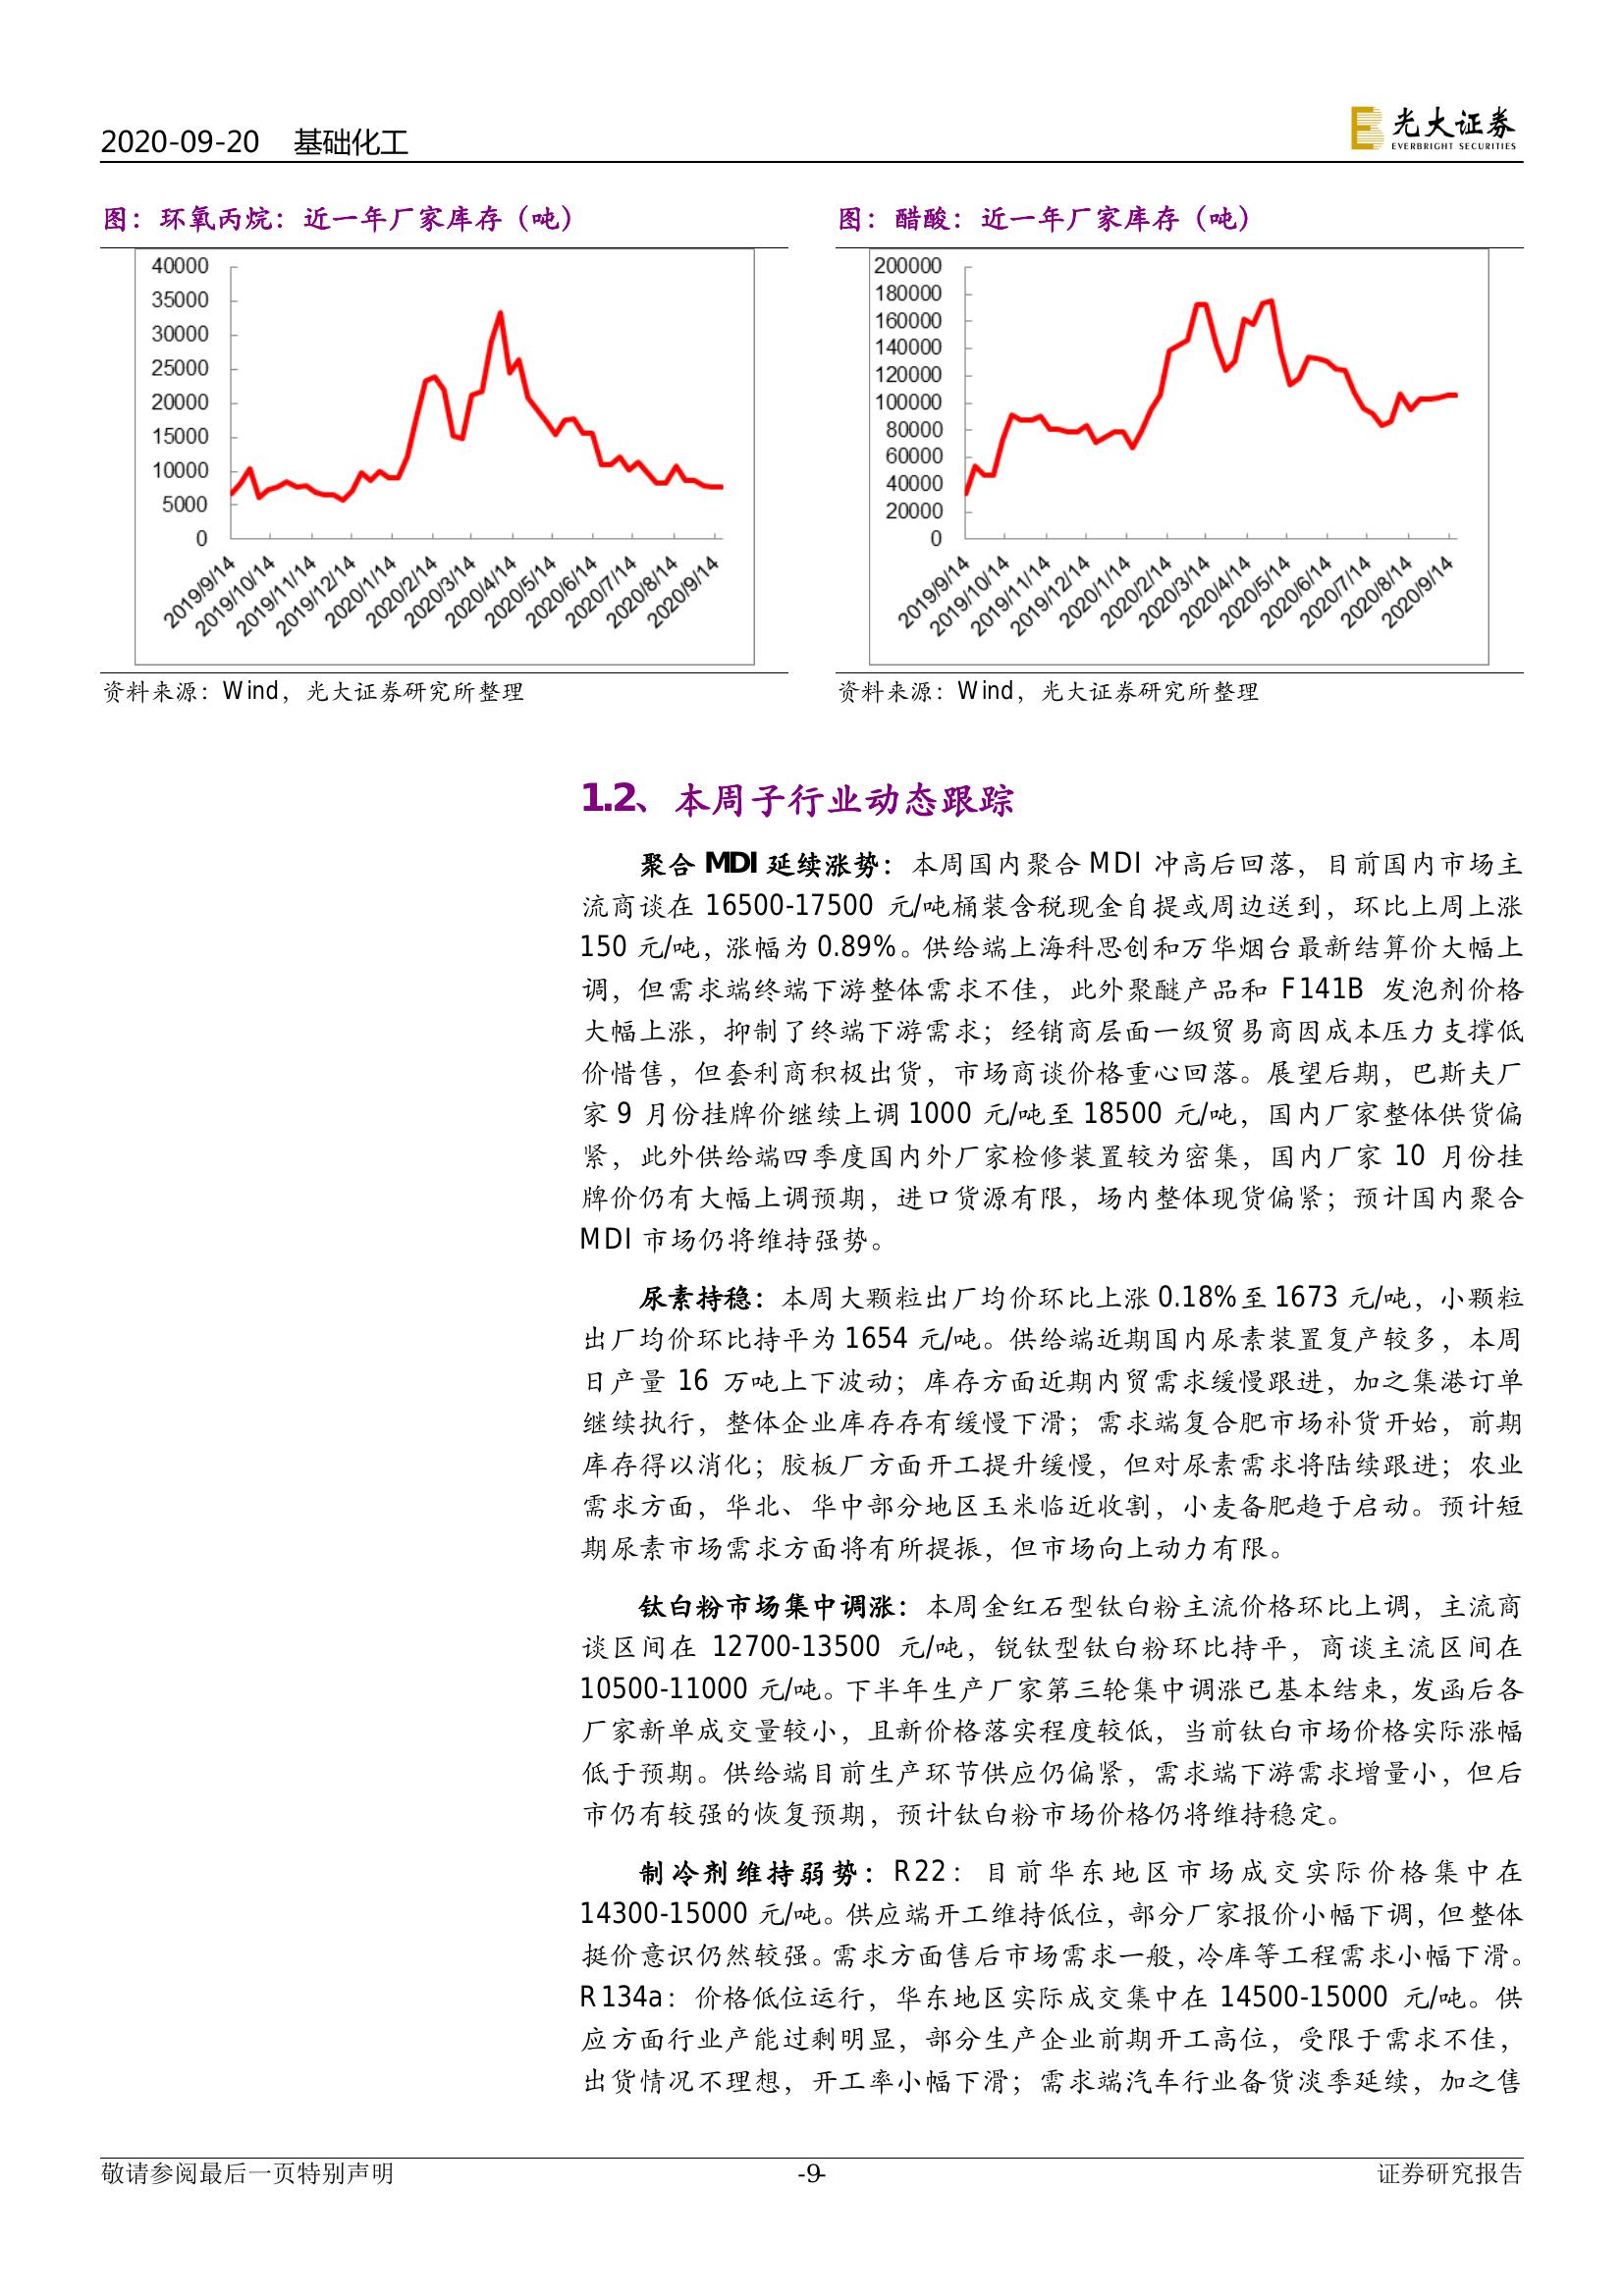 2020-09-20 基础化工
光大证券
EVERBRIGHT SECURITIES
图：环氧丙烷：近一年厂家库存（吨）
40000
35000
30000
25000
20000
15000
10000
5000
0
2019/9/14
2019/10/14
2019/11/14
2019/12/14
2020/1/14
2020/2/14
2020/3/14
2020/4/14
2020/5/14
2020/6/14
2020/7/14
2020/8/14
2020/9/14
资料来源：Wind，光大证券研究所整理
图：醋酸：近一年厂家库存（吨）
200000
180000
160000
140000
120000
100000
80000
60000
40000
20000
0
2019/9/14
2019/10/14
2019/11/14
2019/12/14
2020/1/14
2020/2/14
2020/3/14
2020/4/14
2020/5/14
2020/6/14
2020/7/14
2020/8/14
2020/9/14
资料来源：Wind，光大证券研究所整理
1.2、本周子行业动态跟踪
聚合 MDI 延续涨势：本周国内聚合 MDI 冲高后回落，目前国内市场主
流商谈在 16500-17500 元/吨桶装含税现金自提或周边送到，环比上周上涨
150 元/吨，涨幅为 0.89%。供给端上海科思创和万华烟台最新结算价大幅上
调，但需求端终端下游整体需求不佳，此外聚醚产品和 F141B 发泡剂价格
大幅上涨，抑制了终端下游需求；经销商层面一级贸易商因成本压力支撑低
价惜售，但套利商积极出货，市场商谈价格重心回落。展望后期，巴斯夫厂
家 9 月份挂牌价继续上调 1000 元/吨至 18500 元/吨，国内厂家整体供货偏
紧，此外供给端四季度国内外厂家检修装置较为密集，国内厂家 10 月份挂
牌价仍有大幅上调预期，进口货源有限，场内整体现货偏紧；预计国内聚合
MDI 市场仍将维持强势。
尿素持稳：本周大颗粒出厂均价环比上涨 0.18%至 1673 元/吨，小颗粒
出厂均价环比持平为 1654 元/吨。供给端近期国内尿素装置复产较多，本周
日产量 16 万吨上下波动；库存方面近期内贸需求缓慢跟进，加之集港订单
继续执行，整体企业库存存有缓慢下滑；需求端复合肥市场补货开始，前期
库存得以消化；胶板厂方面开工提升缓慢，但对尿素需求将陆续跟进；农业
需求方面，华北、华中部分地区玉米临近收割，小麦备肥趋于启动。预计短
期尿素市场需求方面将有所提振，但市场向上动力有限。
钛白粉市场集中调涨：本周金红石型钛白粉主流价格环比上调，主流商
谈区间在 12700-13500 元/吨，锐钛型钛白粉环比持平，商谈主流区间在
10500-11000 元/吨。下半年生产厂家第三轮集中调涨已基本结束，发函后各
厂家新单成交量较小，且新价格落实程度较低，当前钛白市场价格实际涨幅
低于预期。供给端目前生产环节供应仍偏紧，需求端下游需求增量小，但后
市仍有较强的恢复预期，预计钛白粉市场价格仍将维持稳定。
制冷剂维持弱势：R22：目前华东地区市场成交实际价格集中在
14300-15000 元/吨。供应端开工维持低位，部分厂家报价小幅下调，但整体
挺价意识仍然较强。需求方面售后市场需求一般，冷库等工程需求小幅下滑。
R134a：价格低位运行，华东地区实际成交集中在 14500-15000 元/吨。供
应方面行业产能过剩明显，部分生产企业前期开工高位，受限于需求不佳，
出货情况不理想，开工率小幅下滑；需求端汽车行业备货淡季延续，加之售
敬请参阅最后一页特别声明
-9-
证券研究报告